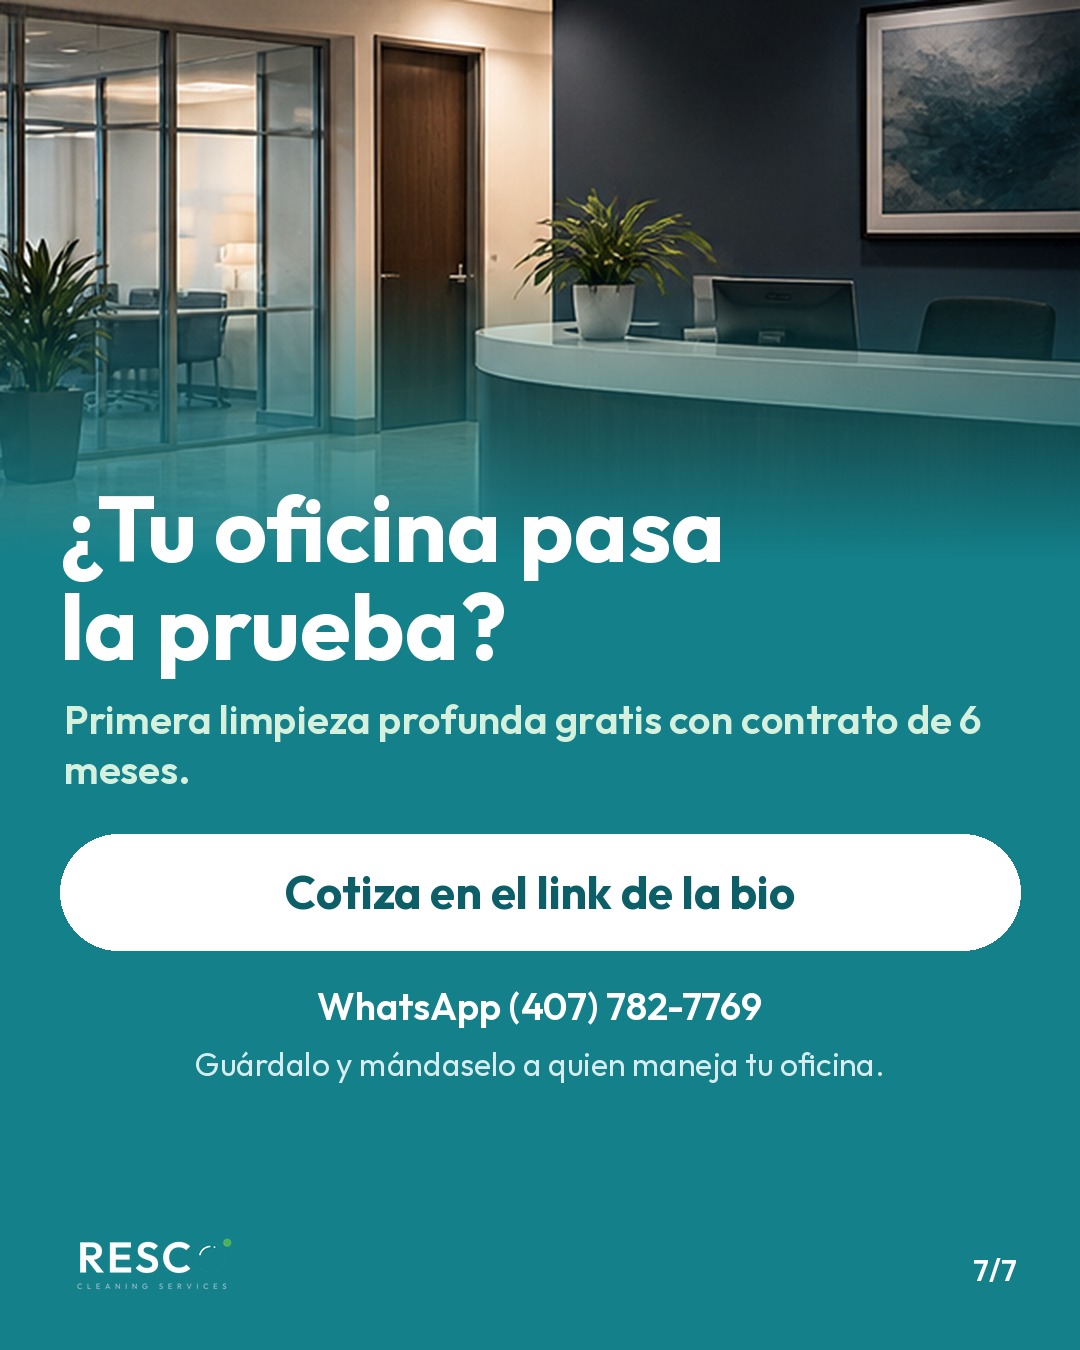 ¿Tu oficina pasa
la prueba?
Primera limpieza profunda gratis con contrato de 6
meses.
Cotiza en el link de la bio
WhatsApp (407) 782-7769
Guárdalo y mándaselo a quien maneja tu oficina.
RESCO
CLEANING SERVICES
7/7